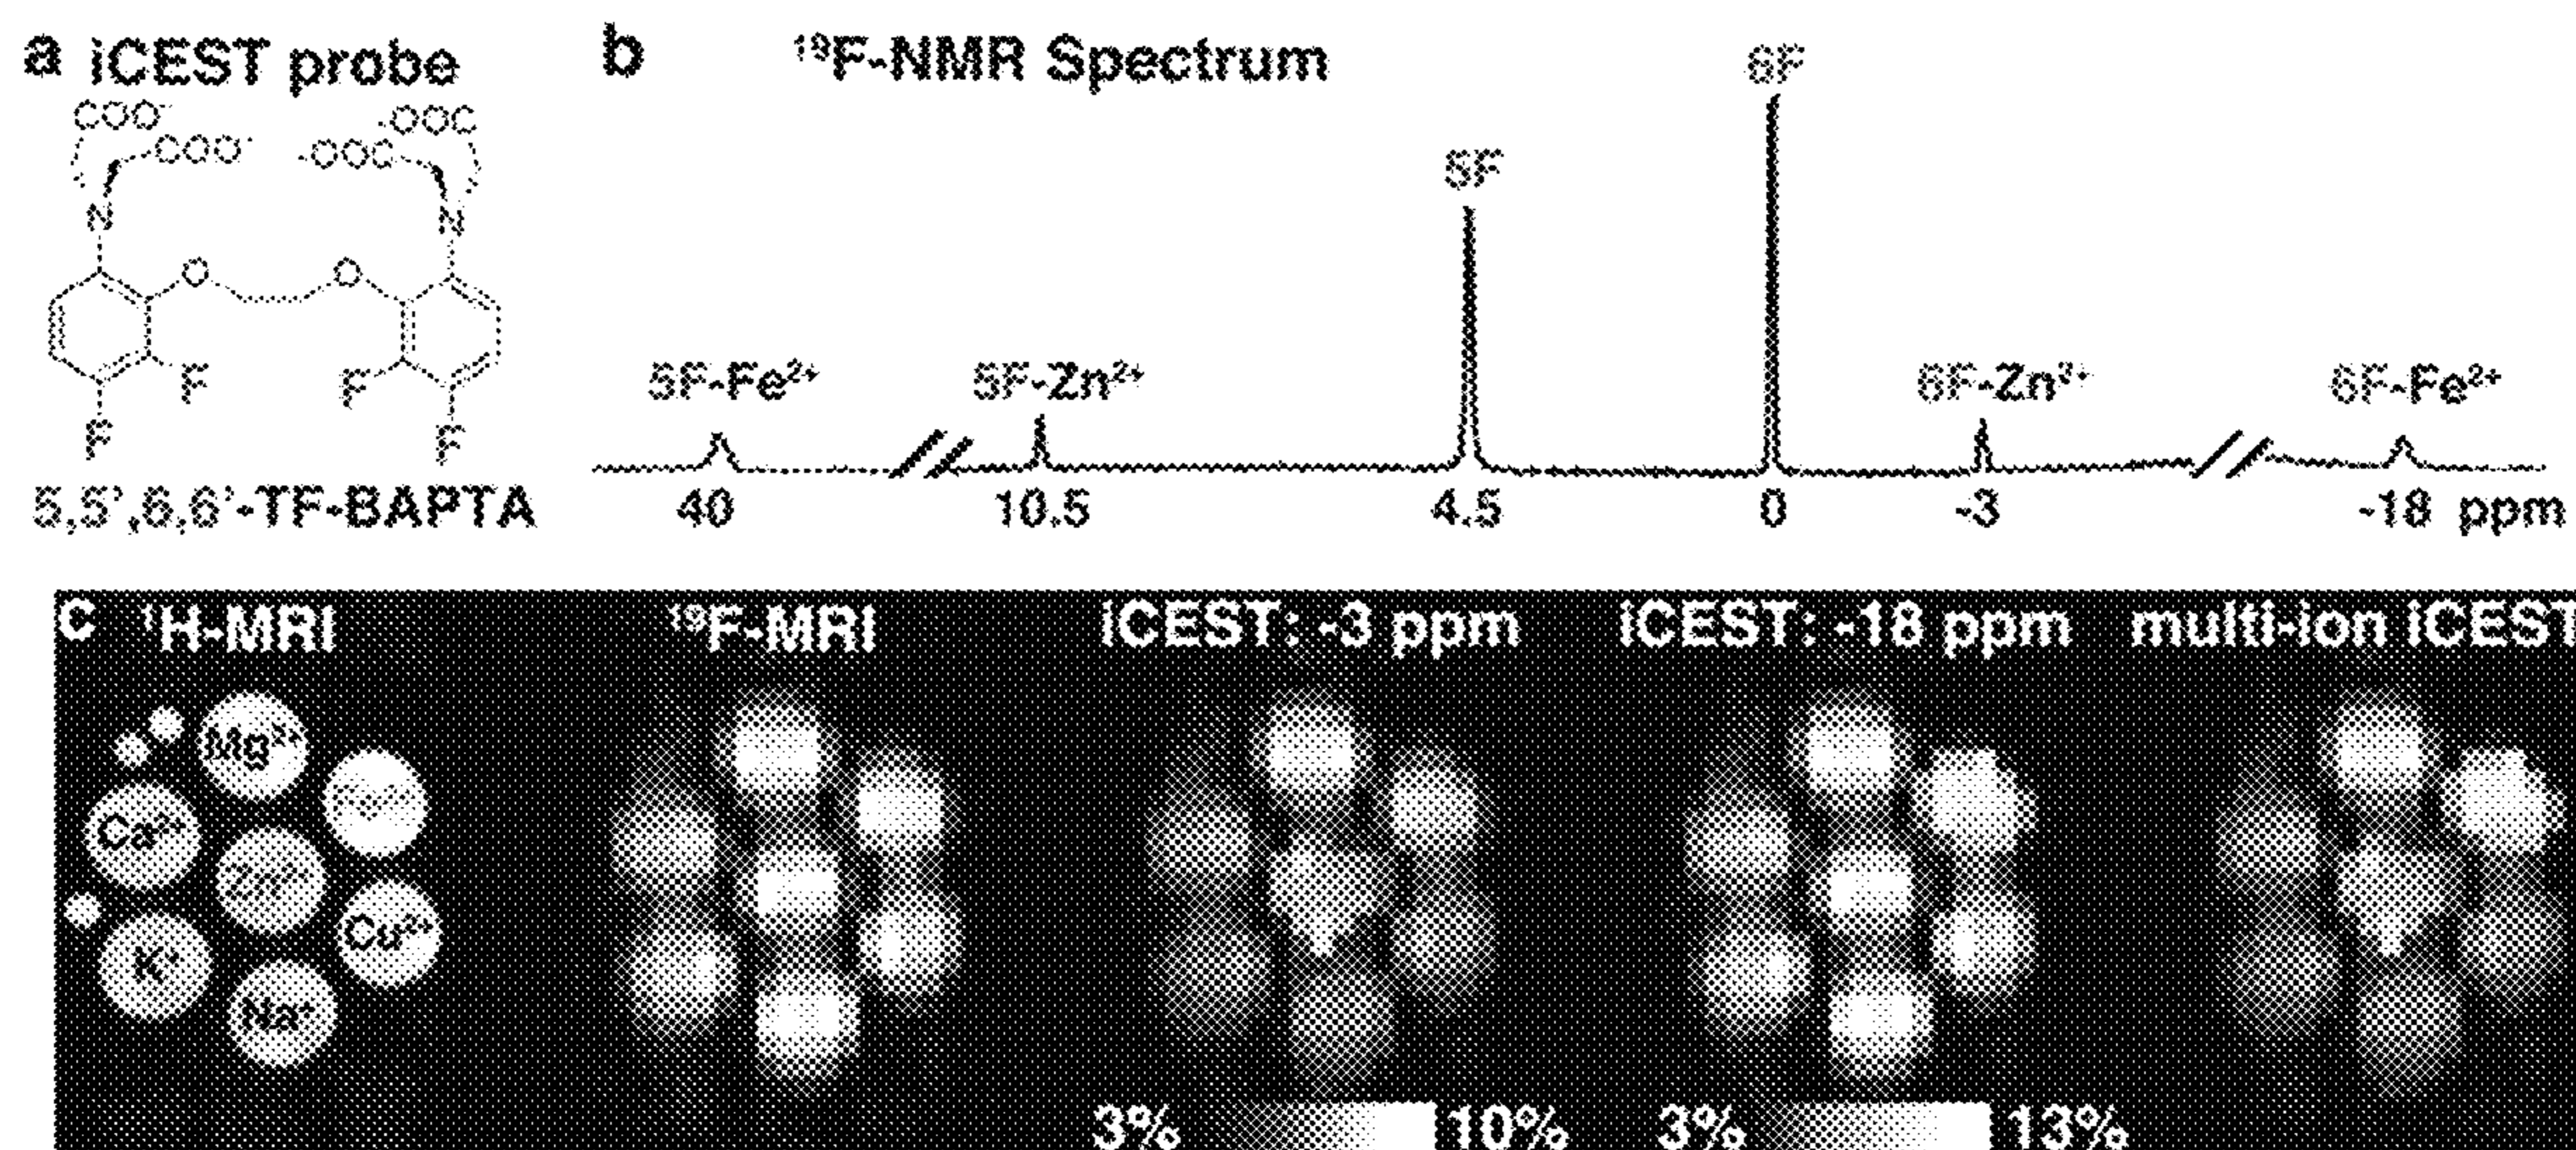 a iCEST probe
b ¹⁹F-NMR Spectrum
COO⁻ -OOC
COO⁻ -OOC
N N
O O
F F
F F
5,5',6,6'-TF-BAPTA
6F
5F
5F-Fe²⁺ 5F-Zn²⁺ 6F-Zn²⁺ 6F-Fe²⁺
40 10.5 4.5 0 -3 -18 ppm
c ¹H-MRI ¹⁹F-MRI iCEST: -3 ppm iCEST: -18 ppm multi-ion iCEST
Mg²⁺
Ca²⁺
Zn²⁺
Cu²⁺
K⁺
Na⁺
3% 10% 3% 13%